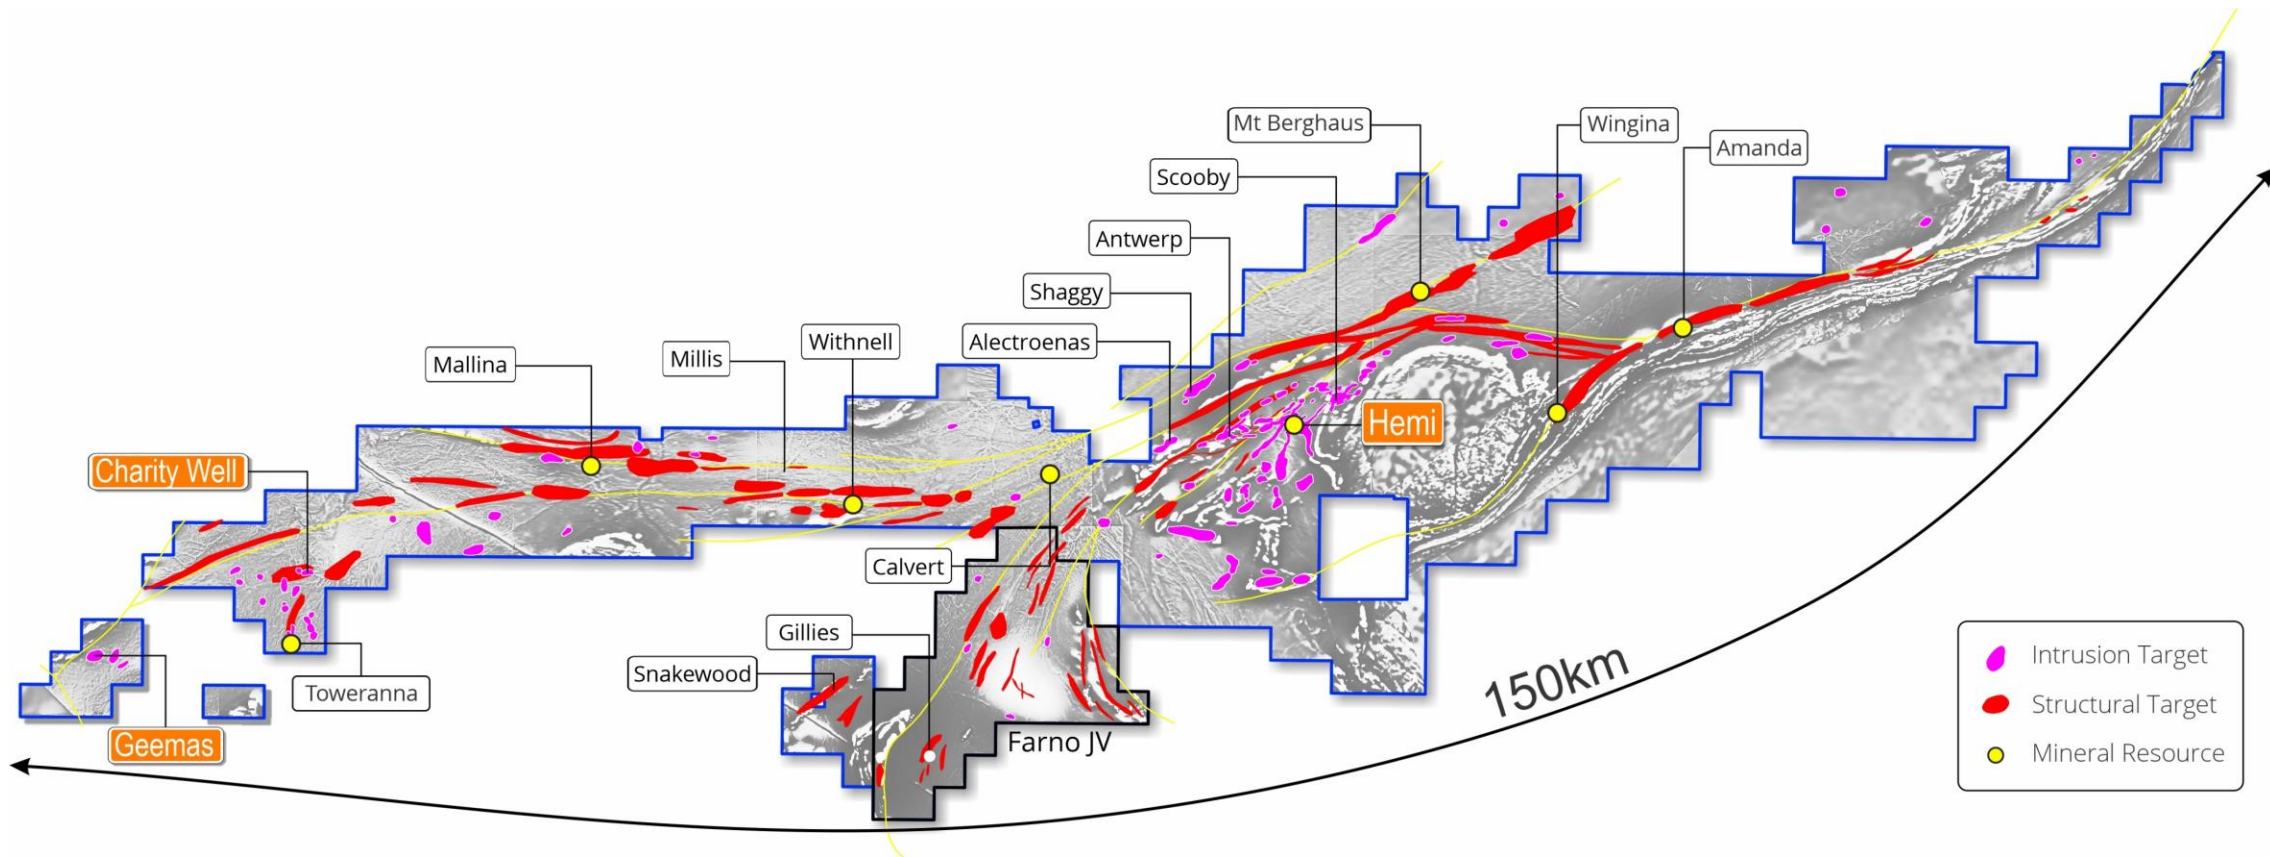 Mt Berghaus
Wingina
Amanda
Scooby
Antwerp
Shaggy
Alectroenas
Withnell
Millis
Mallina
Charity Well
Hemi
Calvert
Gillies
Snakewood
Toweranna
Geemas
Farno JV
150km
Intrusion Target
Structural Target
Mineral Resource